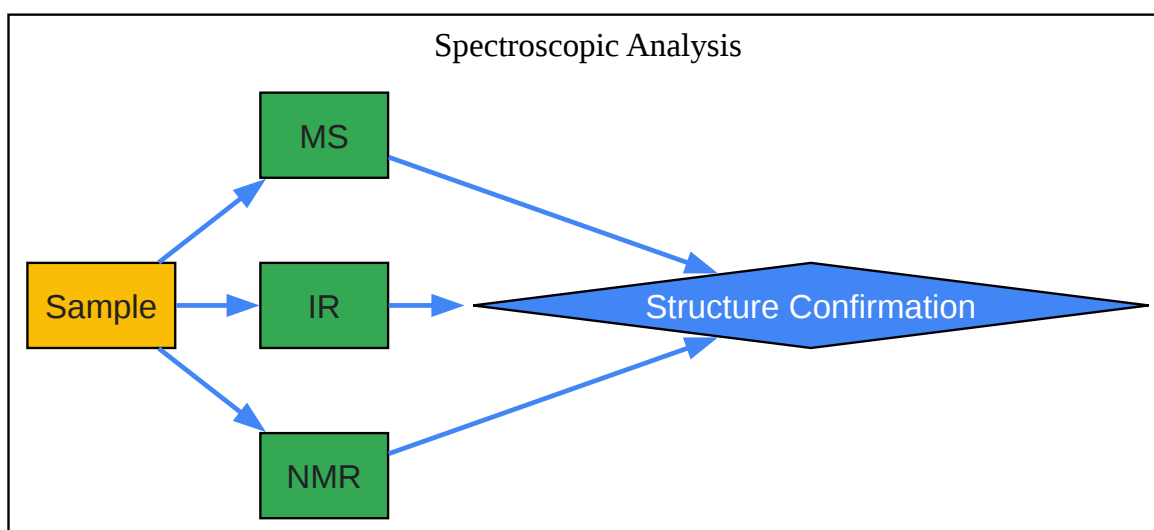 Spectroscopic Analysis
MS
Sample
IR
Structure Confirmation
NMR